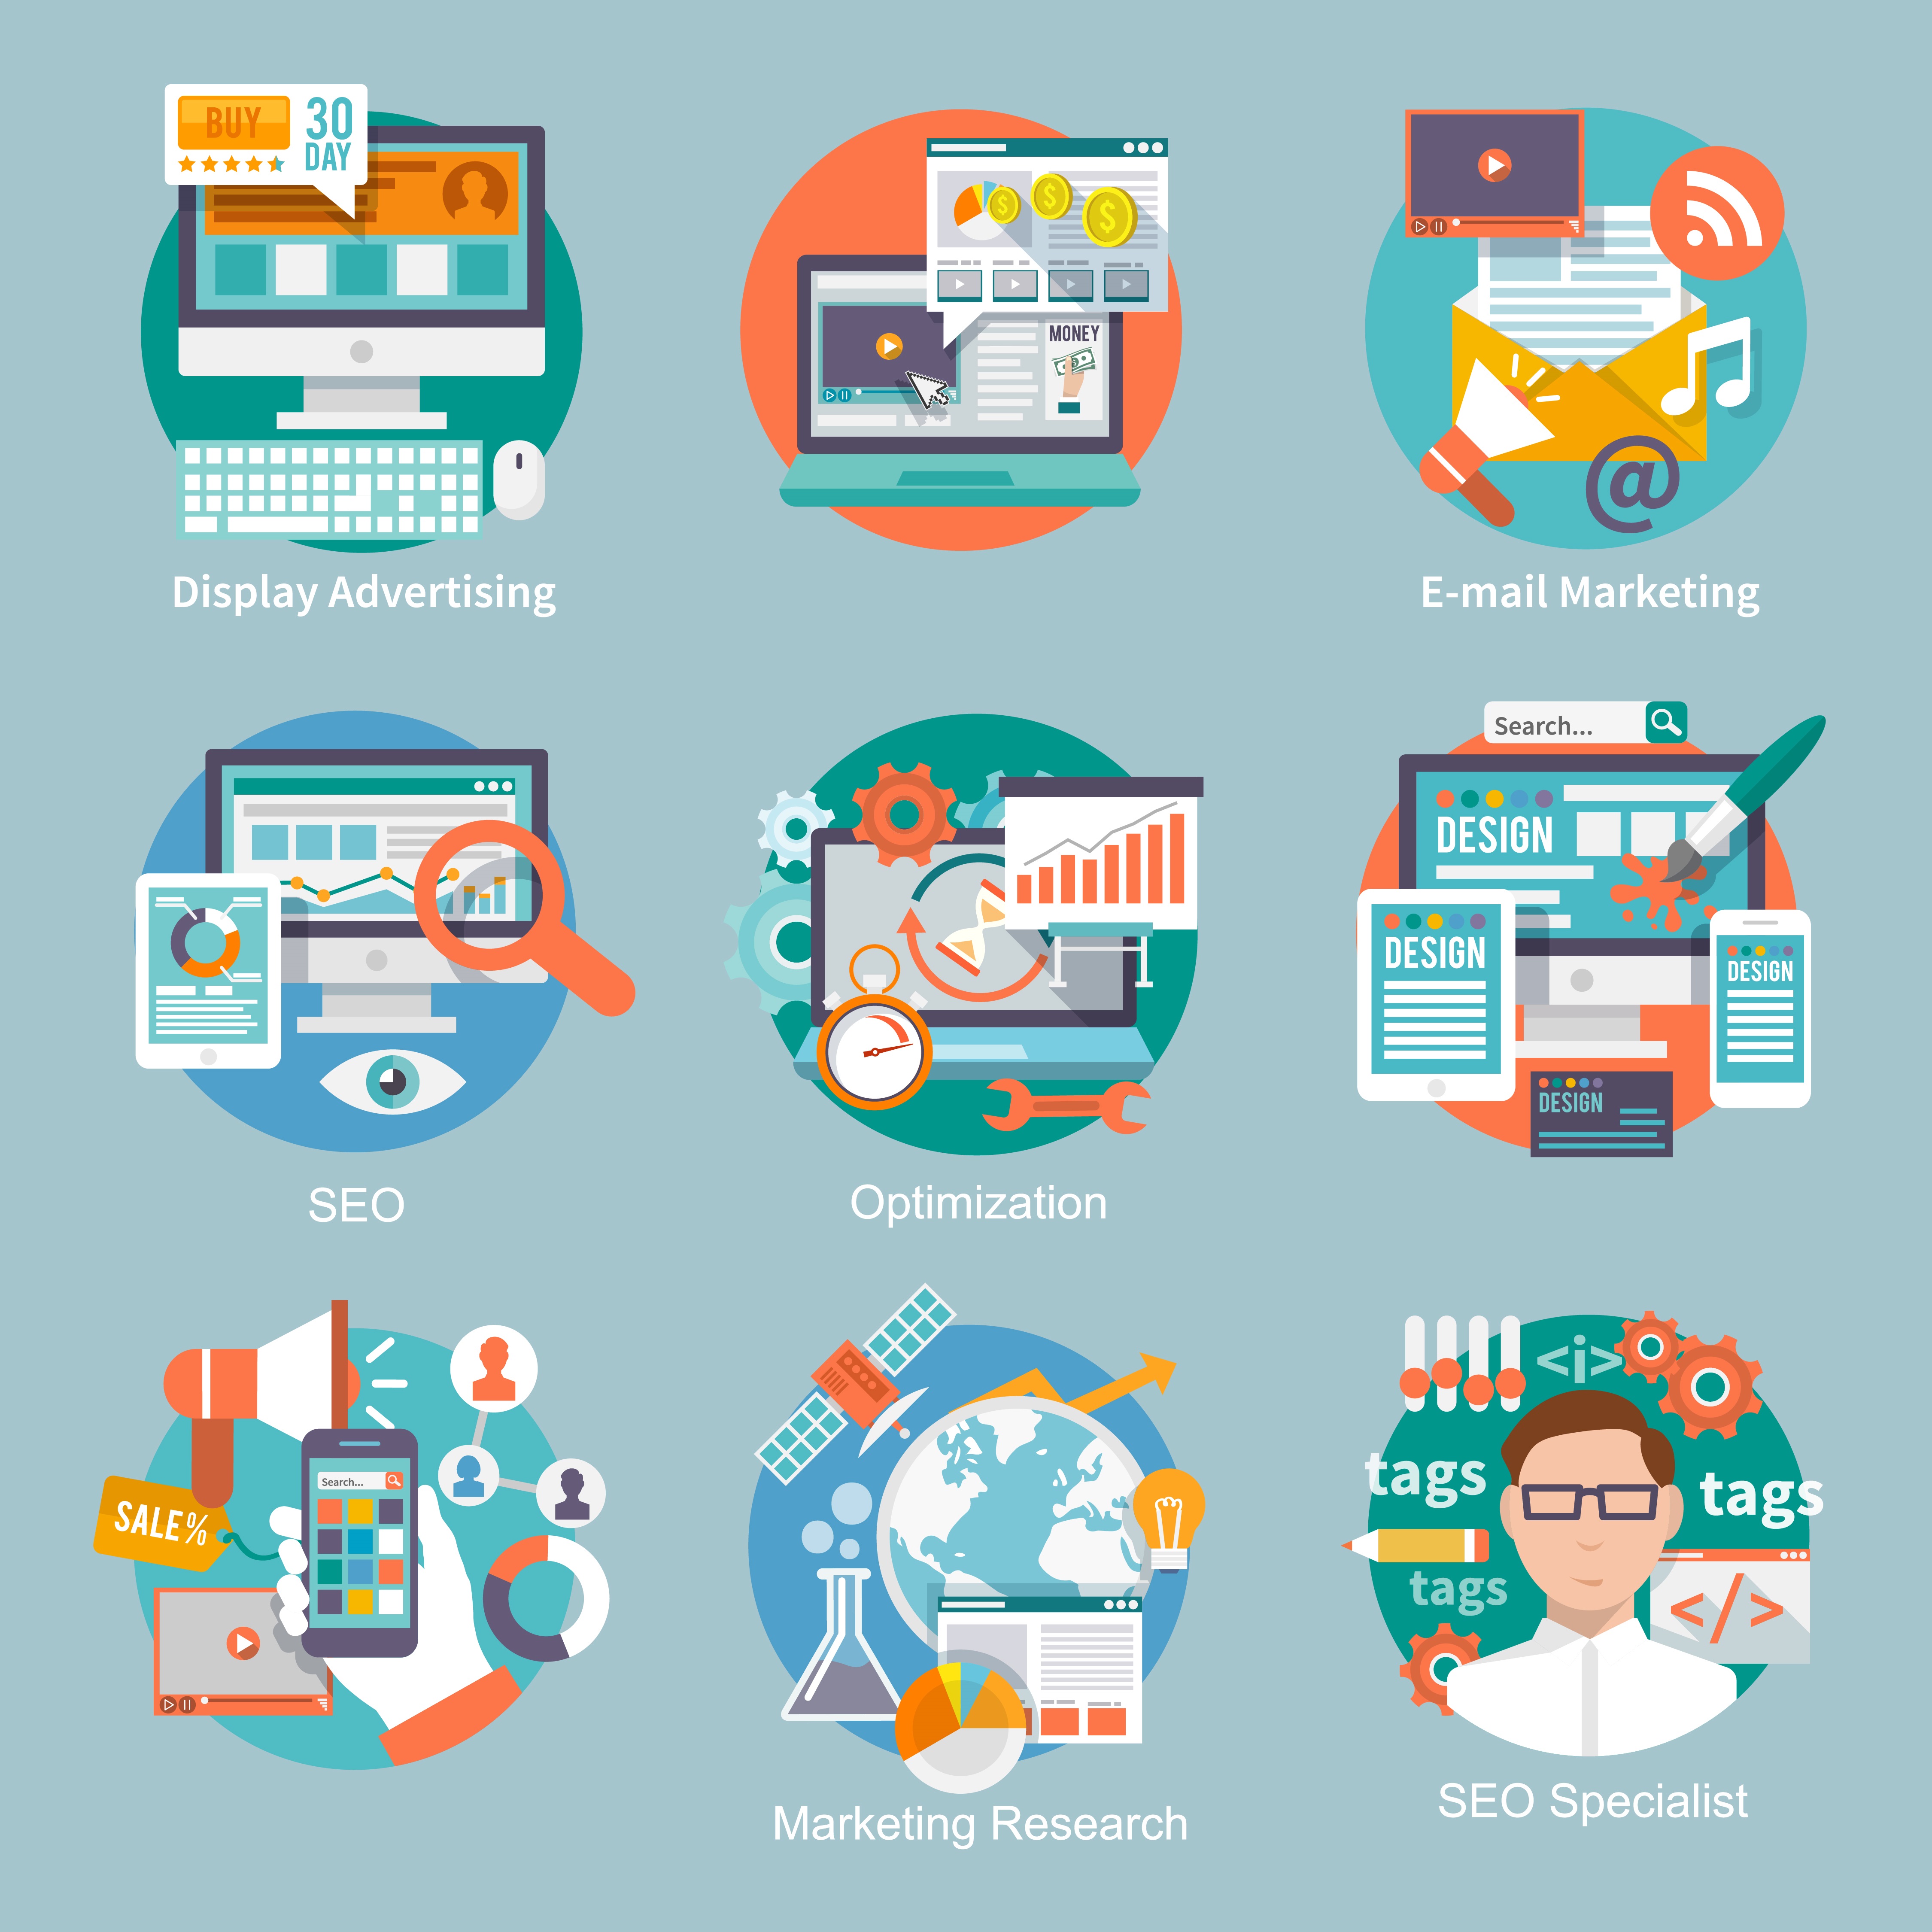 BUY
30
DAY
MONEY
@
Display Advertising
E-mail Marketing
Search...
DESIGN
DESIGN
DESIGN
DESIGN
SEO
Optimization
SALE%
Search...
<i>
tags
tags
tags
</>
Marketing Research
SEO Specialist